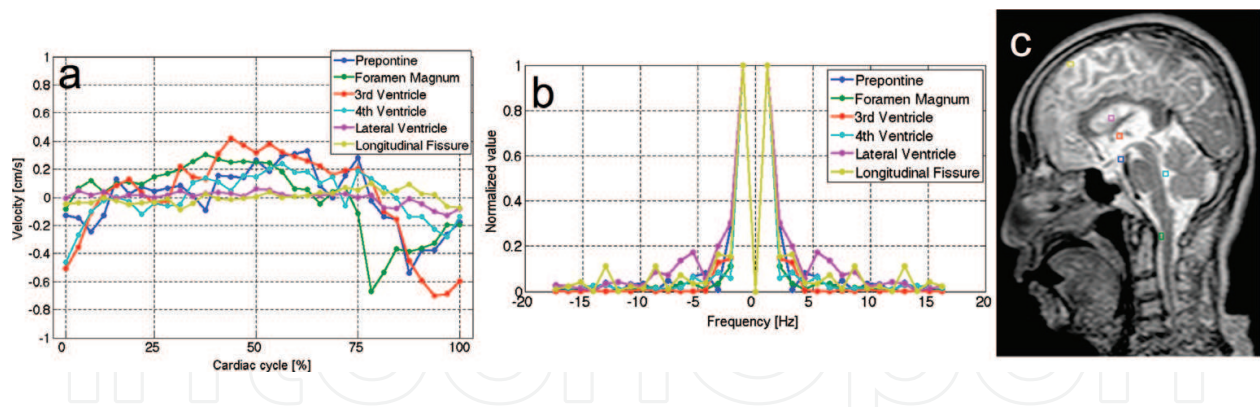 a
Prepontine
Foramen Magnum
3rd Ventricle
4th Ventricle
Lateral Ventricle
Longitudinal Fissure
1
0.8
0.6
0.4
0.2
0
-0.2
-0.4
-0.6
-0.8
-1
Velocity [cm/s]
0 25 50 75 100
Cardiac cycle [%]
b
Prepontine
Foramen Magnum
3rd Ventricle
4th Ventricle
Lateral Ventricle
Longitudinal Fissure
1
0.8
0.6
0.4
0.2
0
Normalized value
-20 -15 -10 -5 0 5 10 15 20
Frequency [Hz]
c